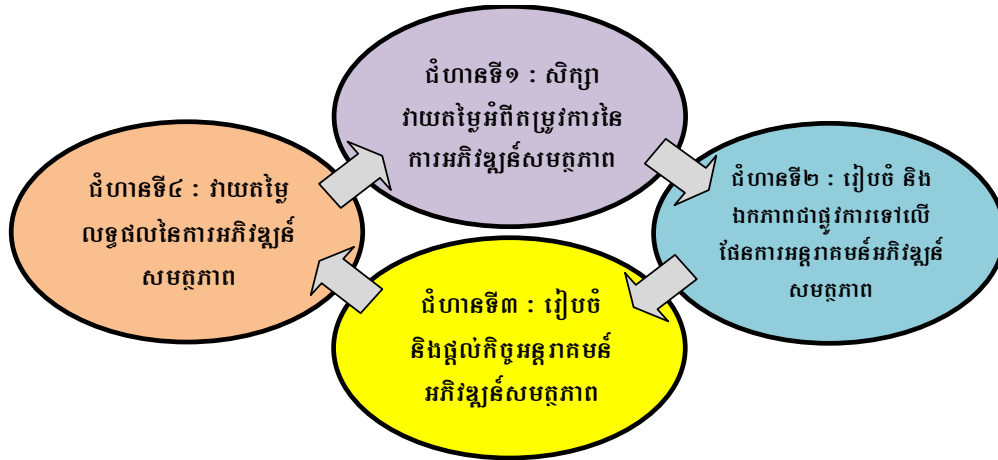 ជំហានទី១ : សិក្សា
វាយតម្លៃអំពីតម្រូវការនៃ
ការអភិវឌ្ឍន៍សមត្ថភាព
ជំហានទី២ : រៀបចំ និង
ឯកភាពជាផ្លូវការទៅលើ
ផែនការអន្តរាគមន៍អភិវឌ្ឍន៍
សមត្ថភាព
ជំហានទី៣ : រៀបចំ
និងផ្តល់កិច្ចអន្តរាគមន៍
អភិវឌ្ឍន៍សមត្ថភាព
ជំហានទី៤ : វាយតម្លៃ
លទ្ធផលនៃការអភិវឌ្ឍន៍
សមត្ថភាព